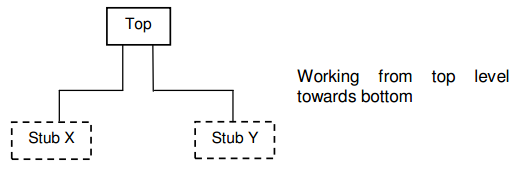 Top
Working from top level
towards bottom
Stub X
Stub Y